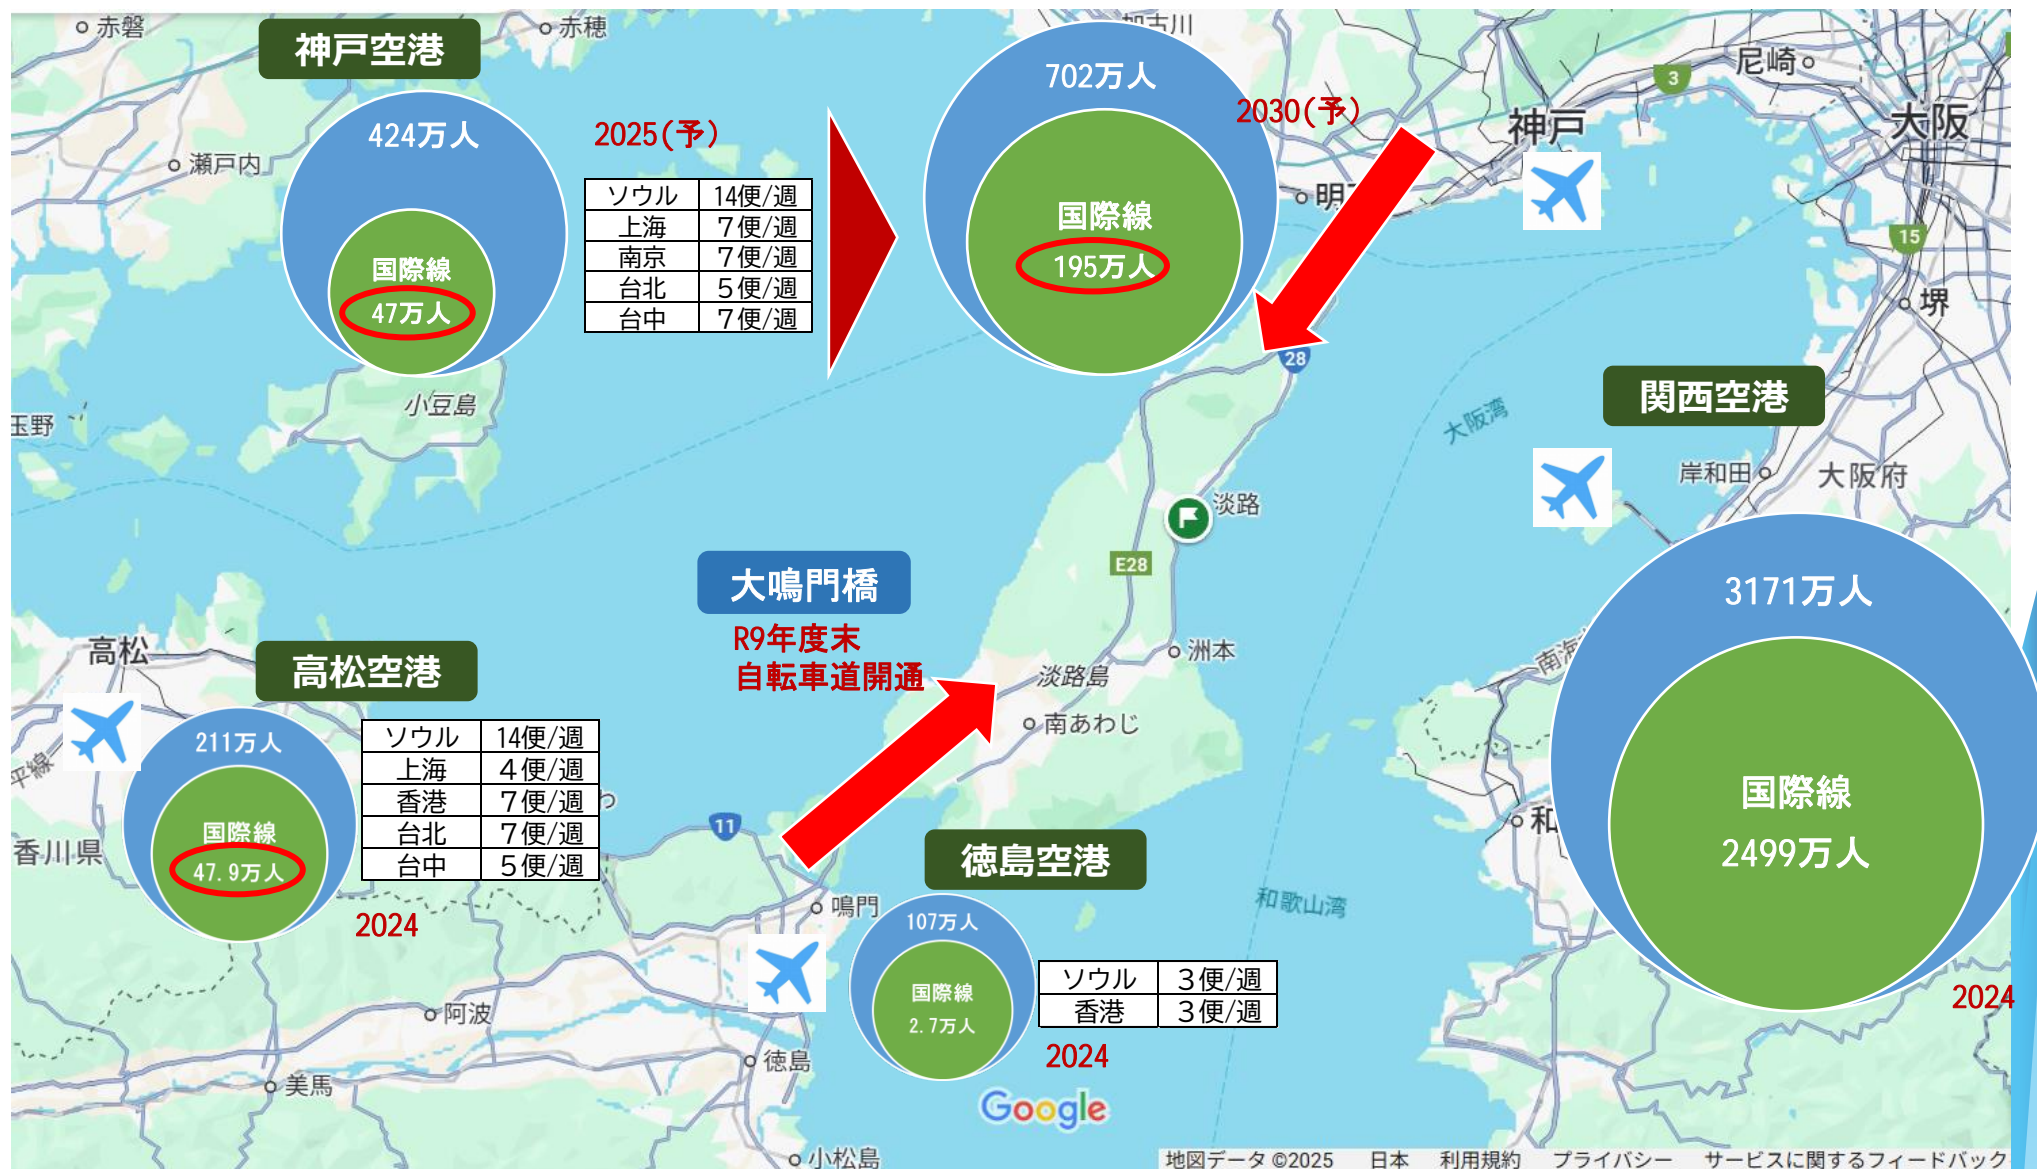 赤磐
赤穂
加古川
神戸空港
424万人
国際線
47万人
2025(予)
ソウル 14便/週
上海 7便/週
南京 7便/週
台北 5便/週
台中 7便/週
702万人
国際線
195万人
2030(予)
尼崎
3
神戸
大阪
瀬戸内
15
堺
28
小豆島
玉野
大阪湾
関西空港
岸和田
大阪府
淡路
E28
3171万人
国際線
2499万人
2024
大鳴門橋
R9年度末
自転車道開通
洲本
淡路島
南あわじ
高松
高松空港
211万人
国際線
47.9万人
ソウル 14便/週
上海 4便/週
香港 7便/週
台北 7便/週
台中 5便/週
2024
香川県
11
鳴門
徳島空港
107万人
国際線
2.7万人
ソウル 3便/週
香港 3便/週
2024
和歌山湾
阿波
美馬
徳島
小松島
Google
地図データ ©2025 日本 利用規約 プライバシー サービスに関するフィードバック